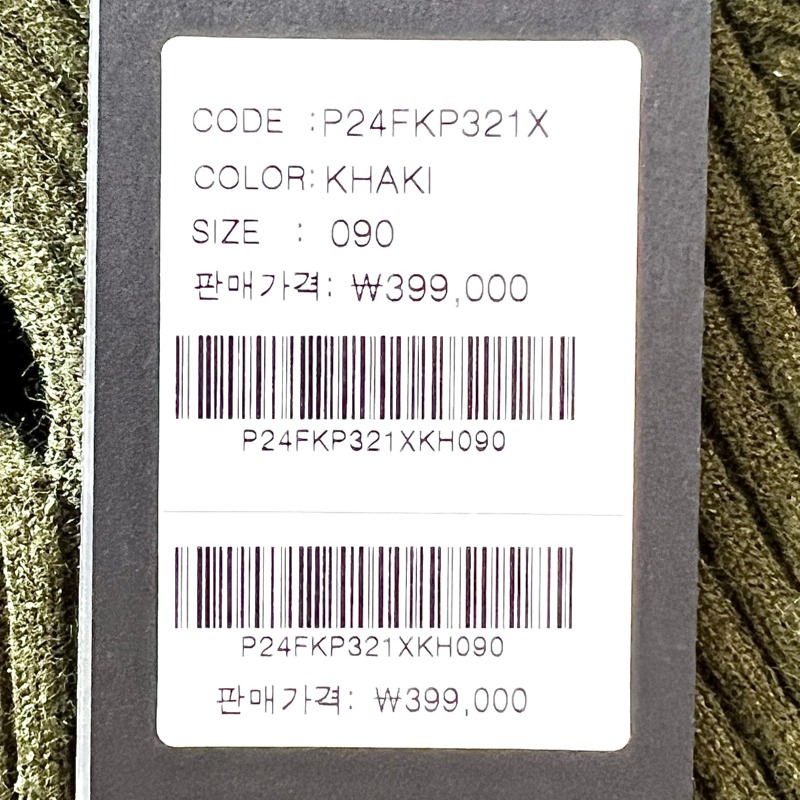 CODE :P24FKP321X
COLOR: KHAKI
SIZE : 090
판매가격: ₩399,000
P24FKP321XKH090
P24FKP321XKH090
판매가격: ₩399,000